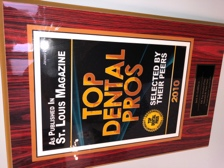 AS PUBLISHED IN
ST. LOUIS MAGAZINE
TOP
DENTAL
PROS
SELECTED BY
THEIR PEERS
2010